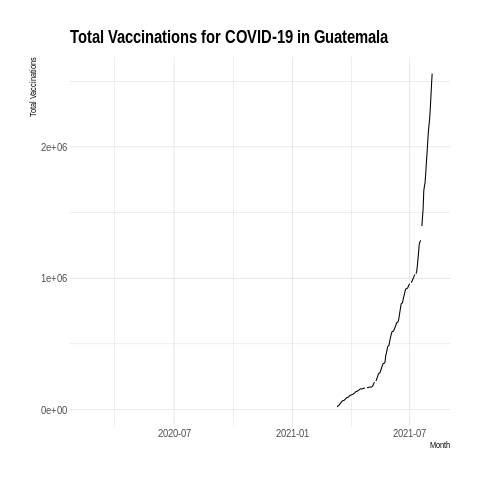 Total Vaccinations for COVID-19 in Guatemala
Total Vaccinations
2e+06
1e+06
0e+00
2020-07 2021-01 2021-07
Month